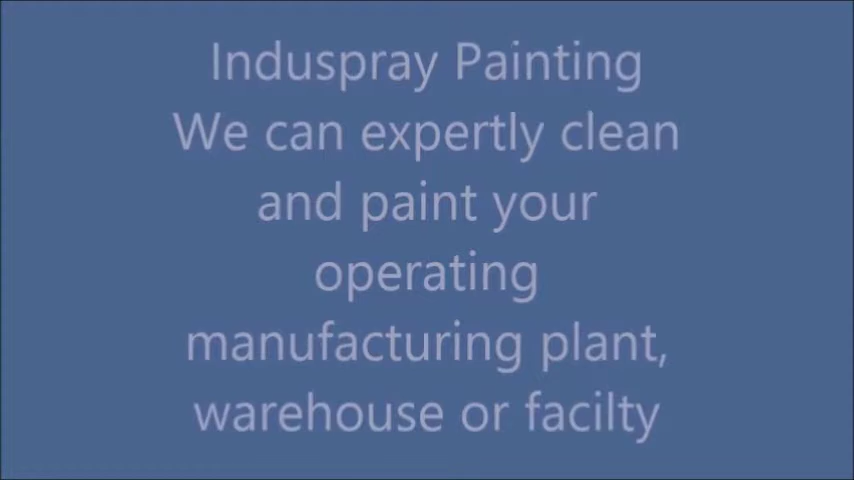 Induspray Painting
We can expertly clean
and paint your
operating
manufacturing plant,
warehouse or facilty